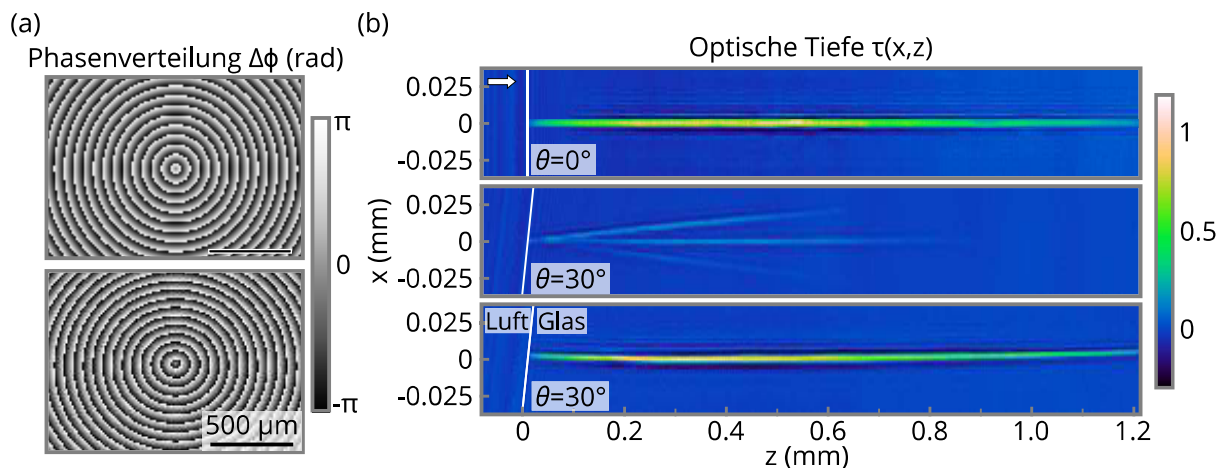 (a)
Phasenverteilung Δϕ (rad)
π
0
-π
500 µm
(b)
Optische Tiefe τ(x,z)
x (mm)
0.025
0
-0.025
θ=0°
0.025
0
-0.025
θ=30°
0.025
0
-0.025
Luft Glas
θ=30°
0 0.2 0.4 0.6 0.8 1.0 1.2
z (mm)
1
0.5
0